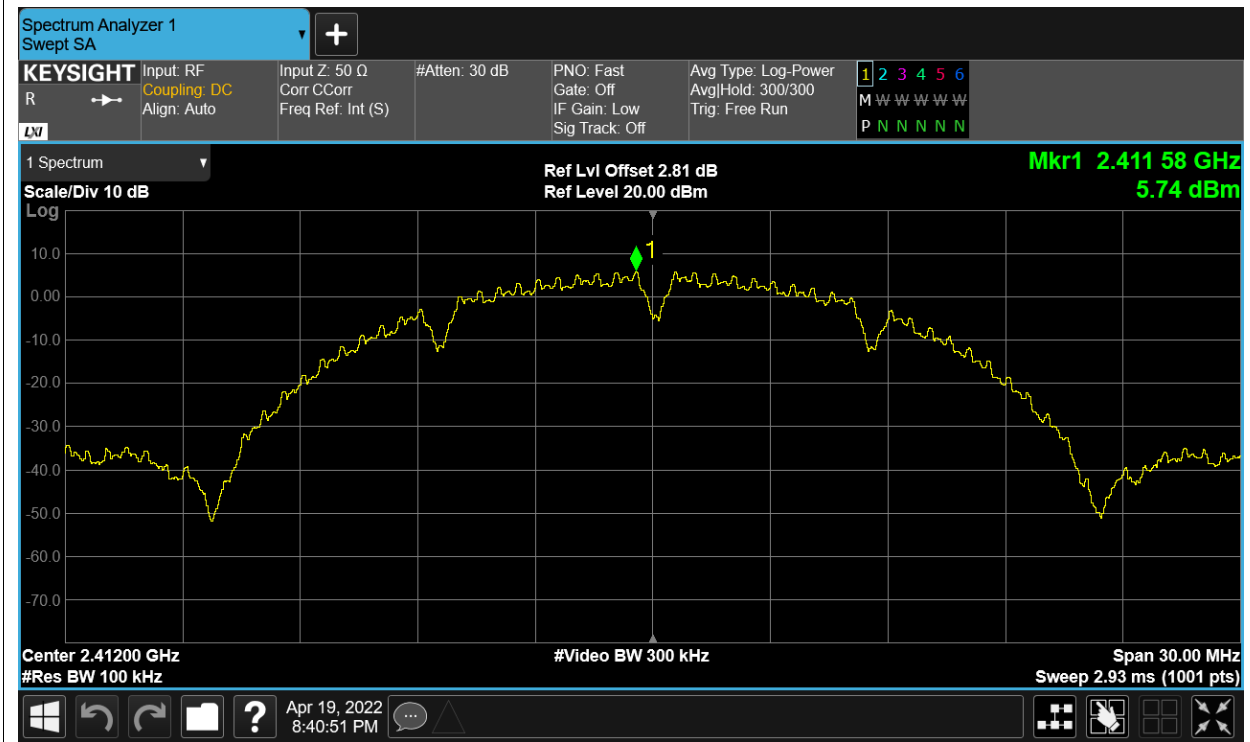 Spectrum Analyzer 1
Swept SA
+
KEYSIGHT
R
LXI
Input: RF
Coupling: DC
Align: Auto
Input Z: 50 Ω
Corr CCorr
Freq Ref: Int (S)
#Atten: 30 dB
PNO: Fast
Gate: Off
IF Gain: Low
Sig Track: Off
Avg Type: Log-Power
Avg|Hold: 300/300
Trig: Free Run
1 2 3 4 5 6
M W W W W W
P N N N N N
1 Spectrum
Scale/Div 10 dB
Ref Lvl Offset 2.81 dB
Ref Level 20.00 dBm
Mkr1 2.411 58 GHz
5.74 dBm
Log
1
10.0
0.00
-10.0
-20.0
-30.0
-40.0
-50.0
-60.0
-70.0
Center 2.41200 GHz
#Res BW 100 kHz
#Video BW 300 kHz
Span 30.00 MHz
Sweep 2.93 ms (1001 pts)
?
Apr 19, 2022
8:40:51 PM